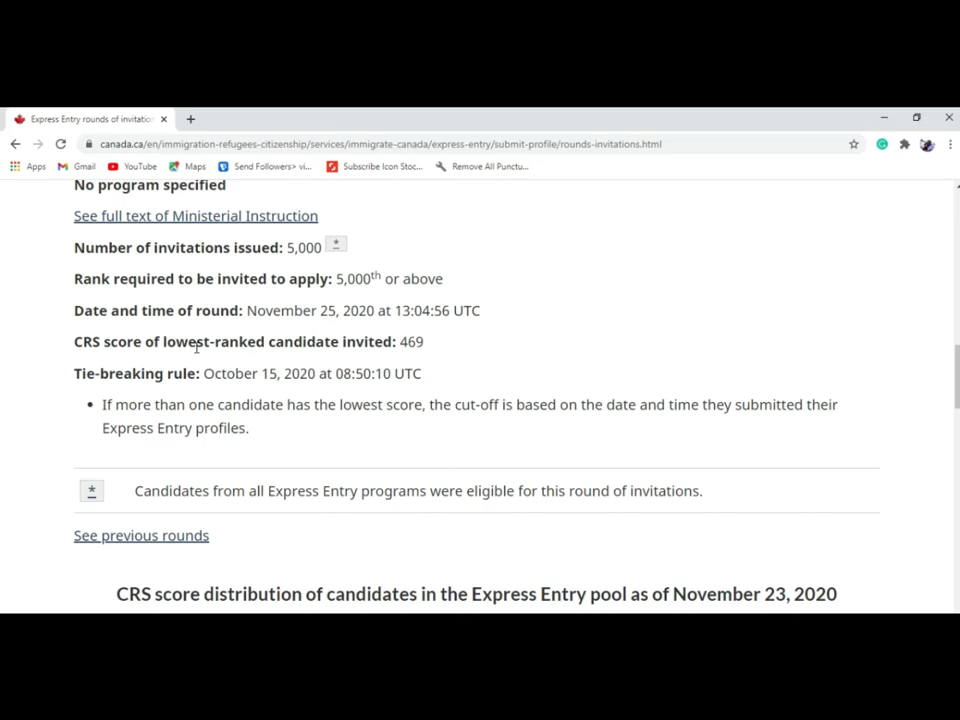 Express Entry rounds of invitatio
canada.ca/en/immigration-refugees-citizenship/services/immigrate-canada/express-entry/submit-profile/rounds-invitations.html
Apps Gmail YouTube Maps Send Followers> vi... Subscribe Icon Stoc... Remove All Punctu...
No program specified
See full text of Ministerial Instruction
Number of invitations issued: 5,000 *
Rank required to be invited to apply: 5,000th or above
Date and time of round: November 25, 2020 at 13:04:56 UTC
CRS score of lowest-ranked candidate invited: 469
Tie-breaking rule: October 15, 2020 at 08:50:10 UTC
• If more than one candidate has the lowest score, the cut-off is based on the date and time they submitted their
Express Entry profiles.
* Candidates from all Express Entry programs were eligible for this round of invitations.
See previous rounds
CRS score distribution of candidates in the Express Entry pool as of November 23, 2020